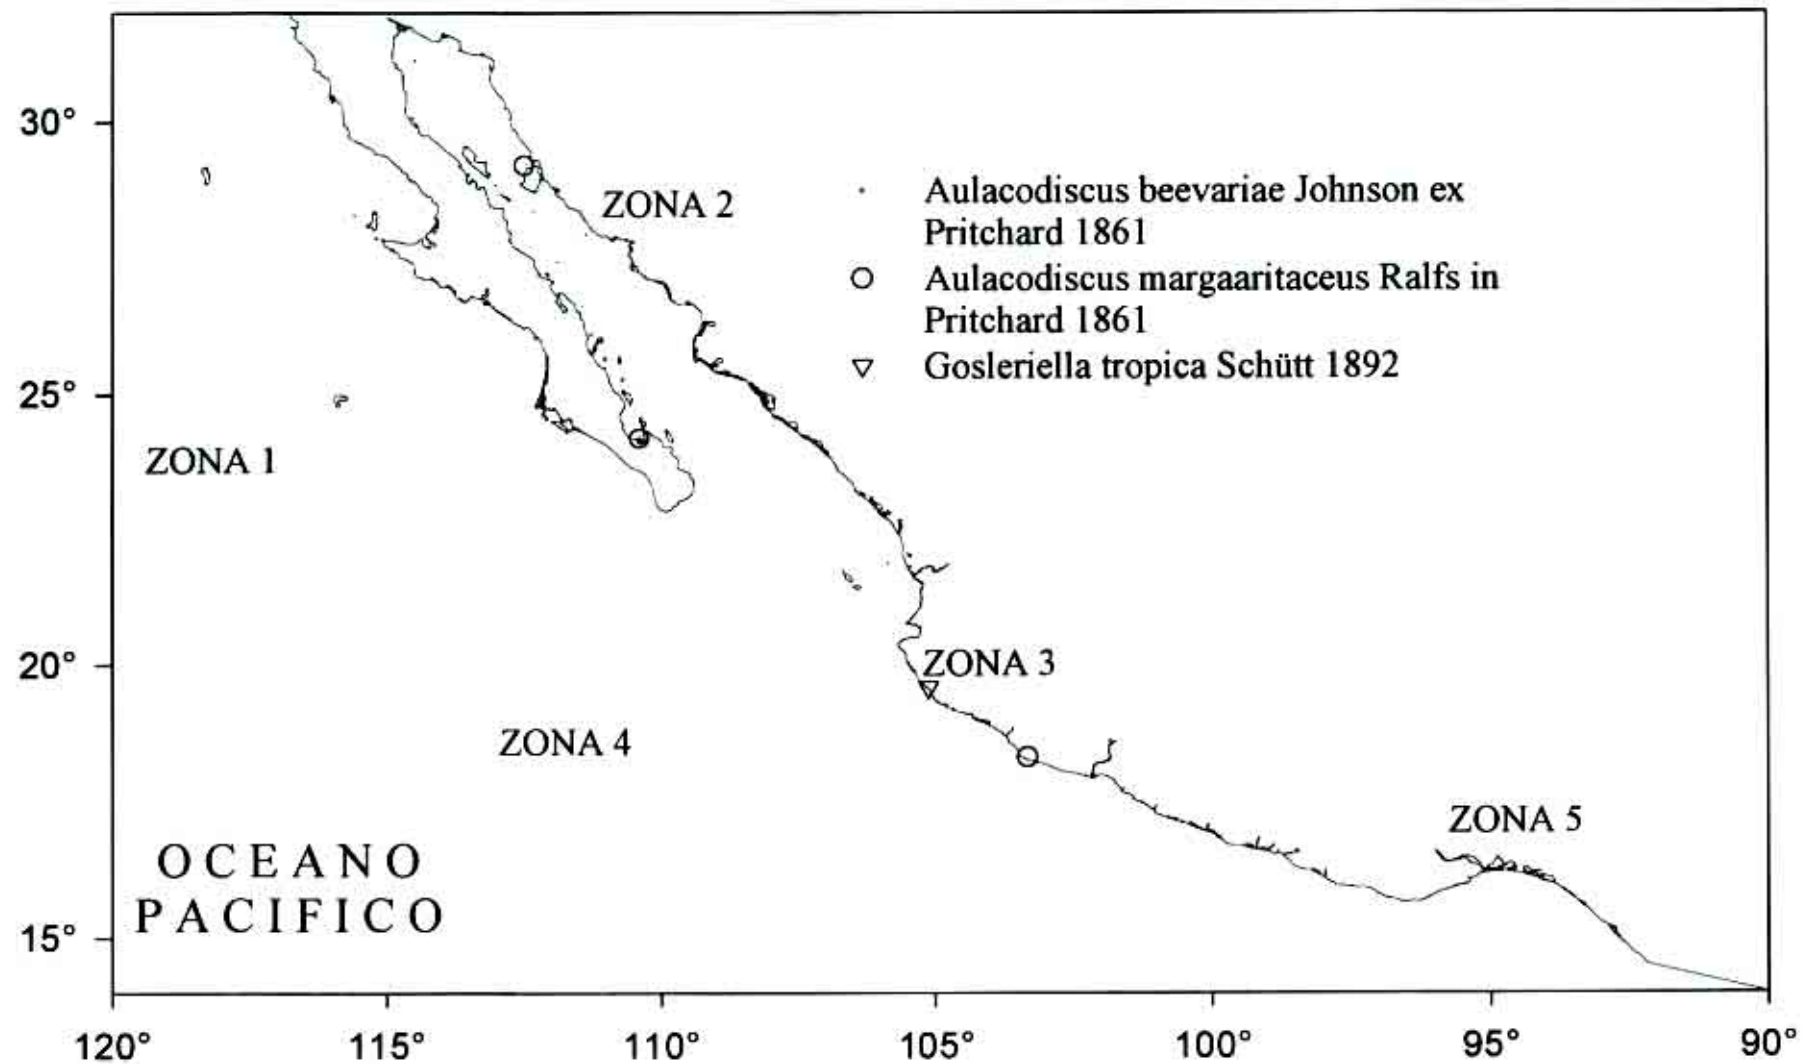 30°
ZONA 2
Aulacodiscus beevariae Johnson ex
Pritchard 1861
Aulacodiscus margaaritaceus Ralfs in
Pritchard 1861
Gosleriella tropica Schütt 1892
25°
ZONA 1
20°
ZONA 3
ZONA 4
ZONA 5
OCEANO
PACIFICO
15°
120° 115° 110° 105° 100° 95° 90°